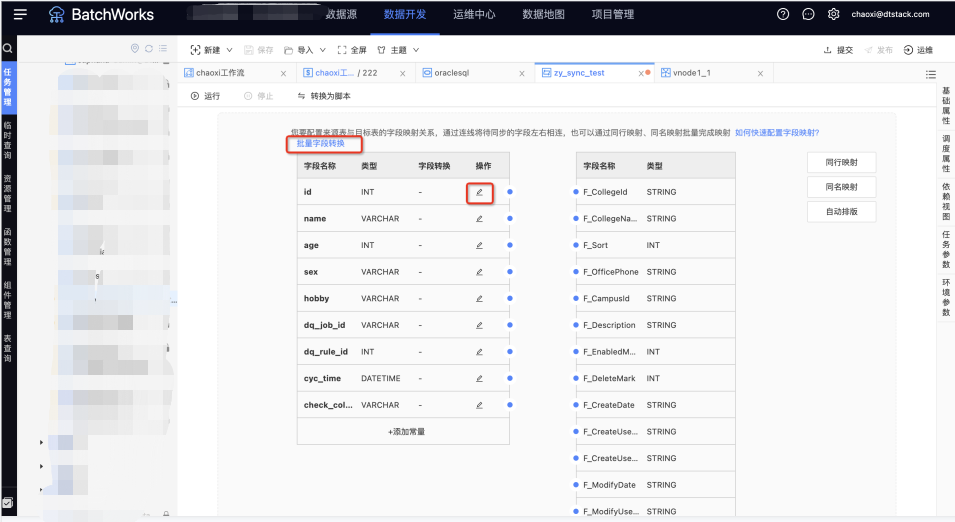 BatchWorks
数据源 数据开发 运维中心 数据地图 项目管理 chaoxi@dtstack.com
新建 保存 导入 全屏 主题 提交 发布 运维
chaoxi工作流 chaoxi工... / 222 oraclesql zy_sync_test vnode1_1
运行 停止 转换为脚本
任务管理
临时查询
资源管理
函数管理
组件管理
表查询
您要配置来源表与目标表的字段映射关系，通过连线将待同步的字段左右相连，也可以通过同行映射、同名映射批量完成映射 如何快速配置字段映射?
批量字段转换
字段名称 类型 字段转换 操作
id INT -
name VARCHAR -
age INT -
sex VARCHAR -
hobby VARCHAR -
dq_job_id VARCHAR -
dq_rule_id INT -
cyc_time DATETIME -
check_col... VARCHAR -
+添加常量
字段名称 类型
F_CollegeId STRING
F_CollegeNa... STRING
F_Sort INT
F_OfficePhone STRING
F_CampusId STRING
F_Description STRING
F_EnabledM... INT
F_DeleteMark INT
F_CreateDate STRING
F_CreateUse... STRING
F_CreateUse... STRING
F_ModifyDate STRING
F_ModifyUse... STRING
同行映射
同名映射
自动排版
基础属性
调度属性
依赖视图
任务参数
环境参数